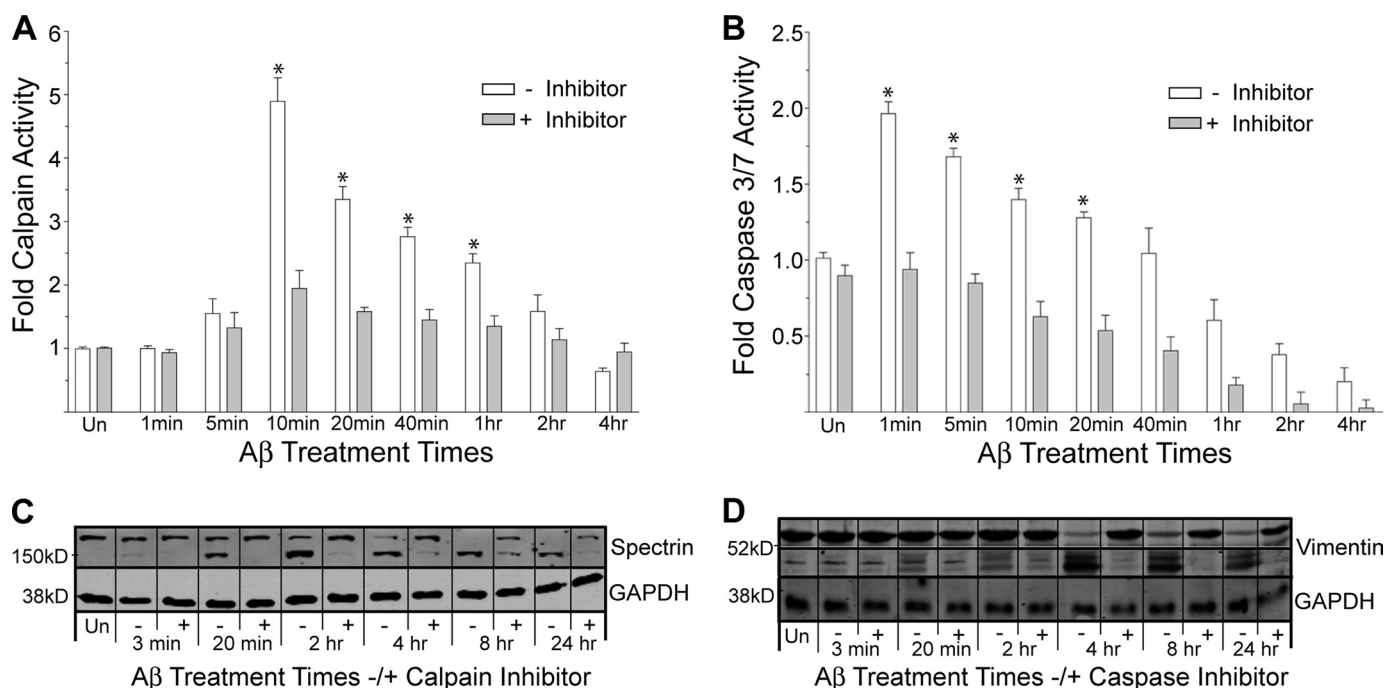 A
6
5
4
3
2
1
Fold Calpain Activity
- Inhibitor
+ Inhibitor
* * * *
Un 1min 5min 10min 20min 40min 1hr 2hr 4hr
Aβ Treatment Times
B
2.5
2.0
1.5
1.0
0.5
Fold Caspase 3/7 Activity
- Inhibitor
+ Inhibitor
* * * *
Un 1min 5min 10min 20min 40min 1hr 2hr 4hr
Aβ Treatment Times
C
150kD
Spectrin
38kD
GAPDH
Un - + - + - + - + - + - +
3 min 20 min 2 hr 4 hr 8 hr 24 hr
Aβ Treatment Times -/+ Calpain Inhibitor
D
52kD
Vimentin
38kD
GAPDH
Un - + - + - + - + - + - +
3 min 20 min 2 hr 4 hr 8 hr 24 hr
Aβ Treatment Times -/+ Caspase Inhibitor